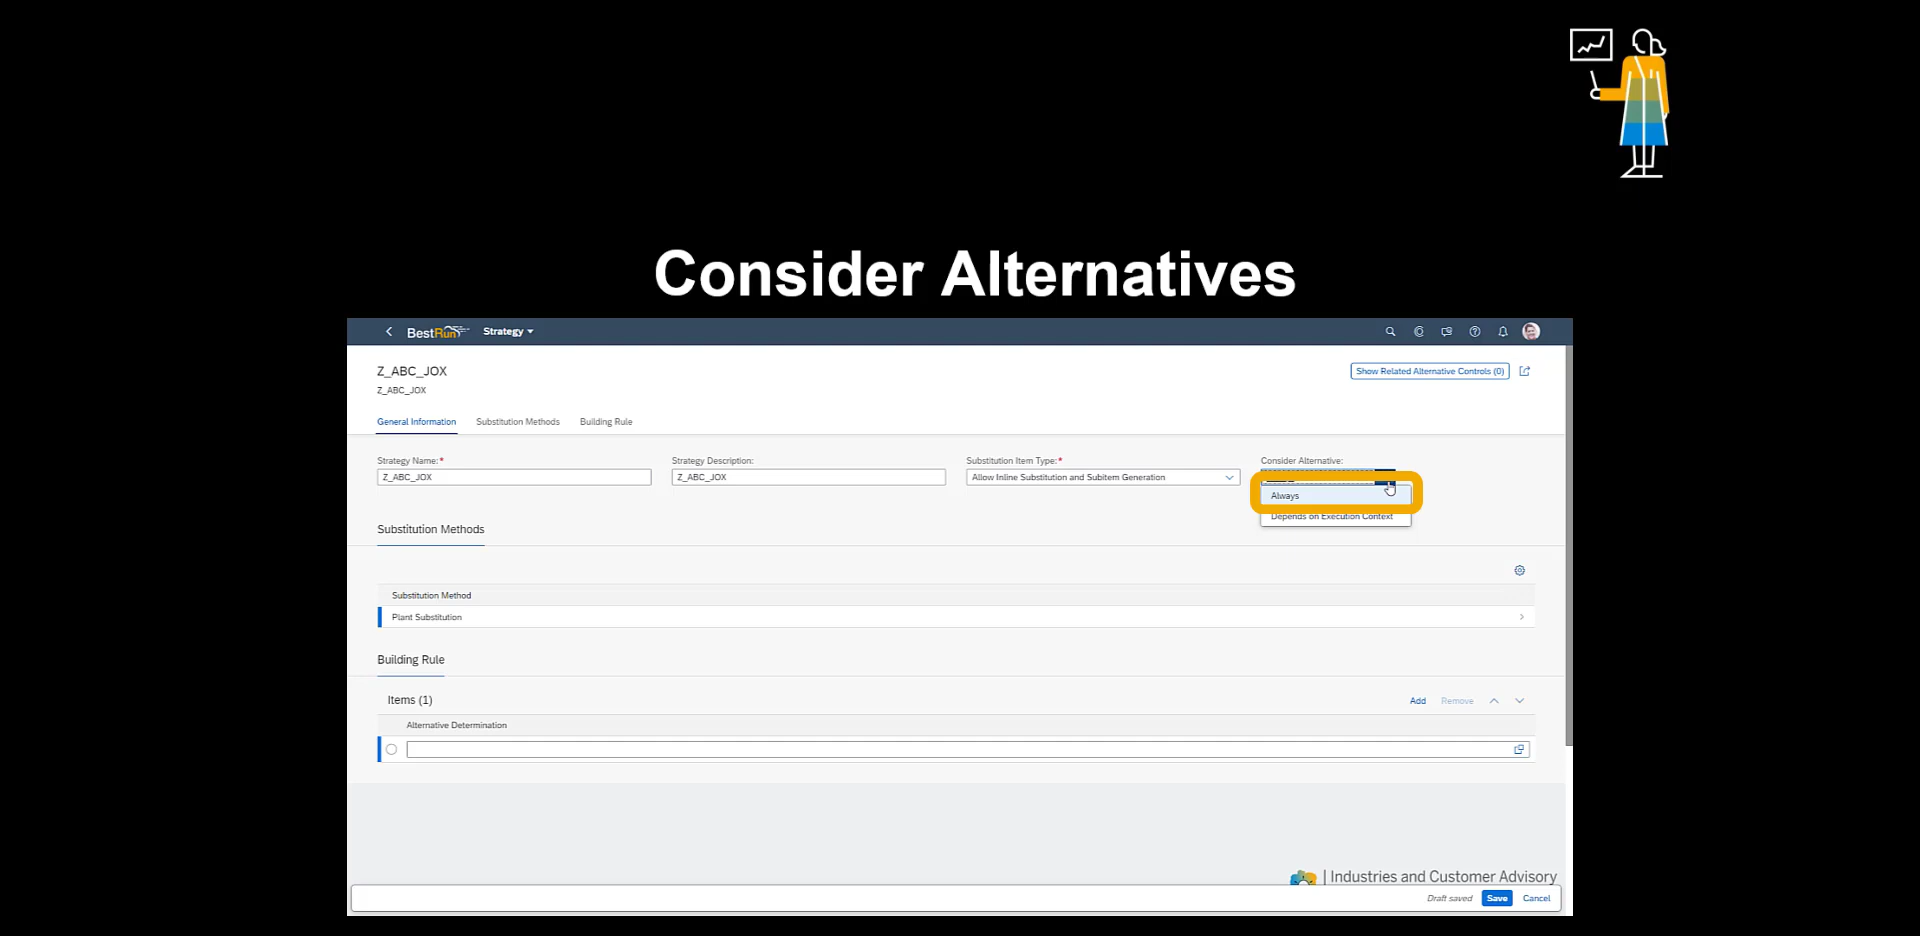 Consider Alternatives
BestRun Strategy
Z_ABC_JOX
Show Related Alternative Controls (0)
Z_ABC_JOX
General Information Substitution Methods Building Rule
Strategy Name:* Strategy Description: Substitution Item Type:* Consider Alternative:
Z_ABC_JOX Z_ABC_JOX Allow Inline Substitution and Subitem Generation
Always
Depends on Execution Context
Substitution Methods
Substitution Method
Plant Substitution
Building Rule
Items (1) Add Remove
Alternative Determination
| Industries and Customer Advisory
Draft saved Save Cancel